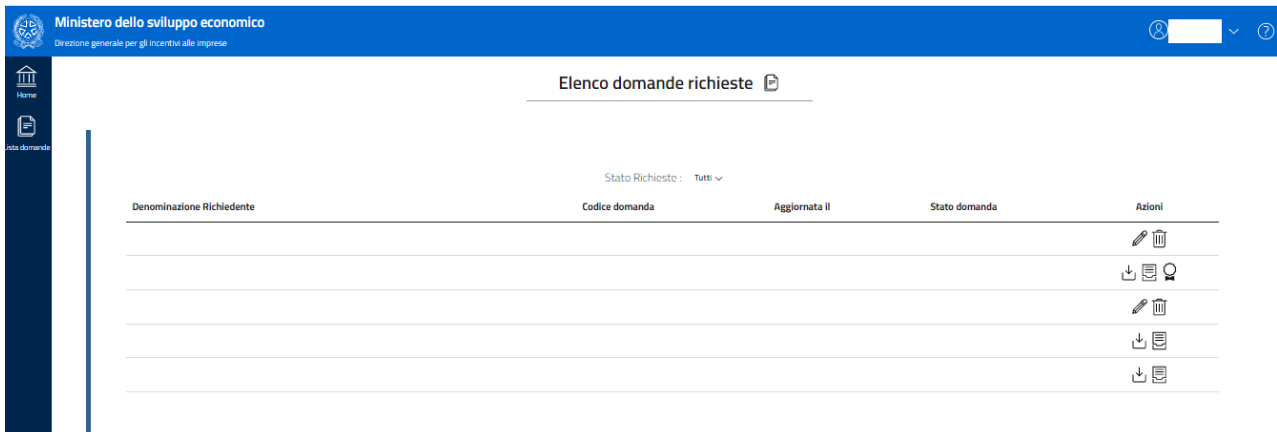 Ministero dello sviluppo economico
Direzione generale per gli incentivi alle imprese
Home
Lista domande
Elenco domande richieste
Stato Richieste : Tutti
Denominazione Richiedente Codice domanda Aggiornata il Stato domanda Azioni